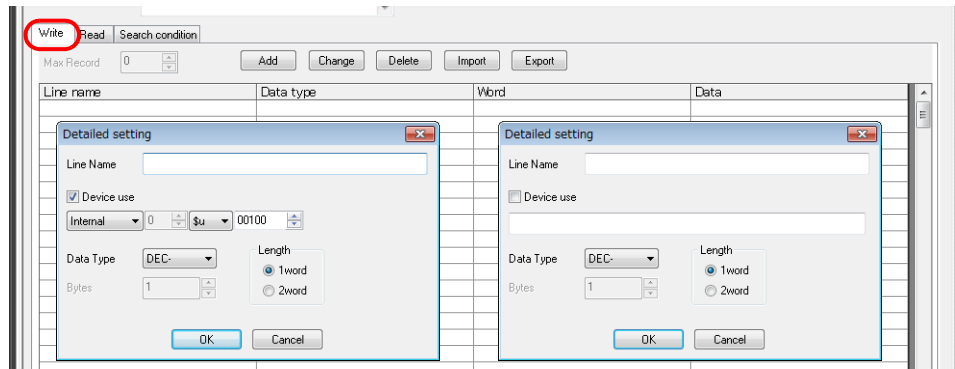 Write Read Search condition
Max Record 0 Add Change Delete Import Export
Line name Data type Word Data
Detailed setting
Line Name
Device use
Internal 0 $u 00100
Data Type DEC- Length
1word
Bytes 1 2word
OK Cancel
Detailed setting
Line Name
Device use
Data Type DEC- Length
1word
Bytes 1 2word
OK Cancel